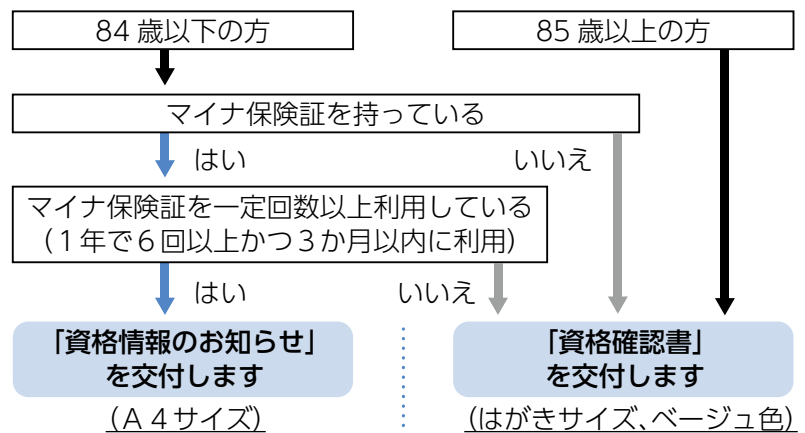 84歳以下の方
85歳以上の方
マイナ保険証を持っている
はい
いいえ
マイナ保険証を一定回数以上利用している
（1年で6回以上かつ3か月以内に利用）
はい
いいえ
「資格情報のお知らせ」
を交付します
（A4サイズ）
「資格確認書」
を交付します
（はがきサイズ、ベージュ色）